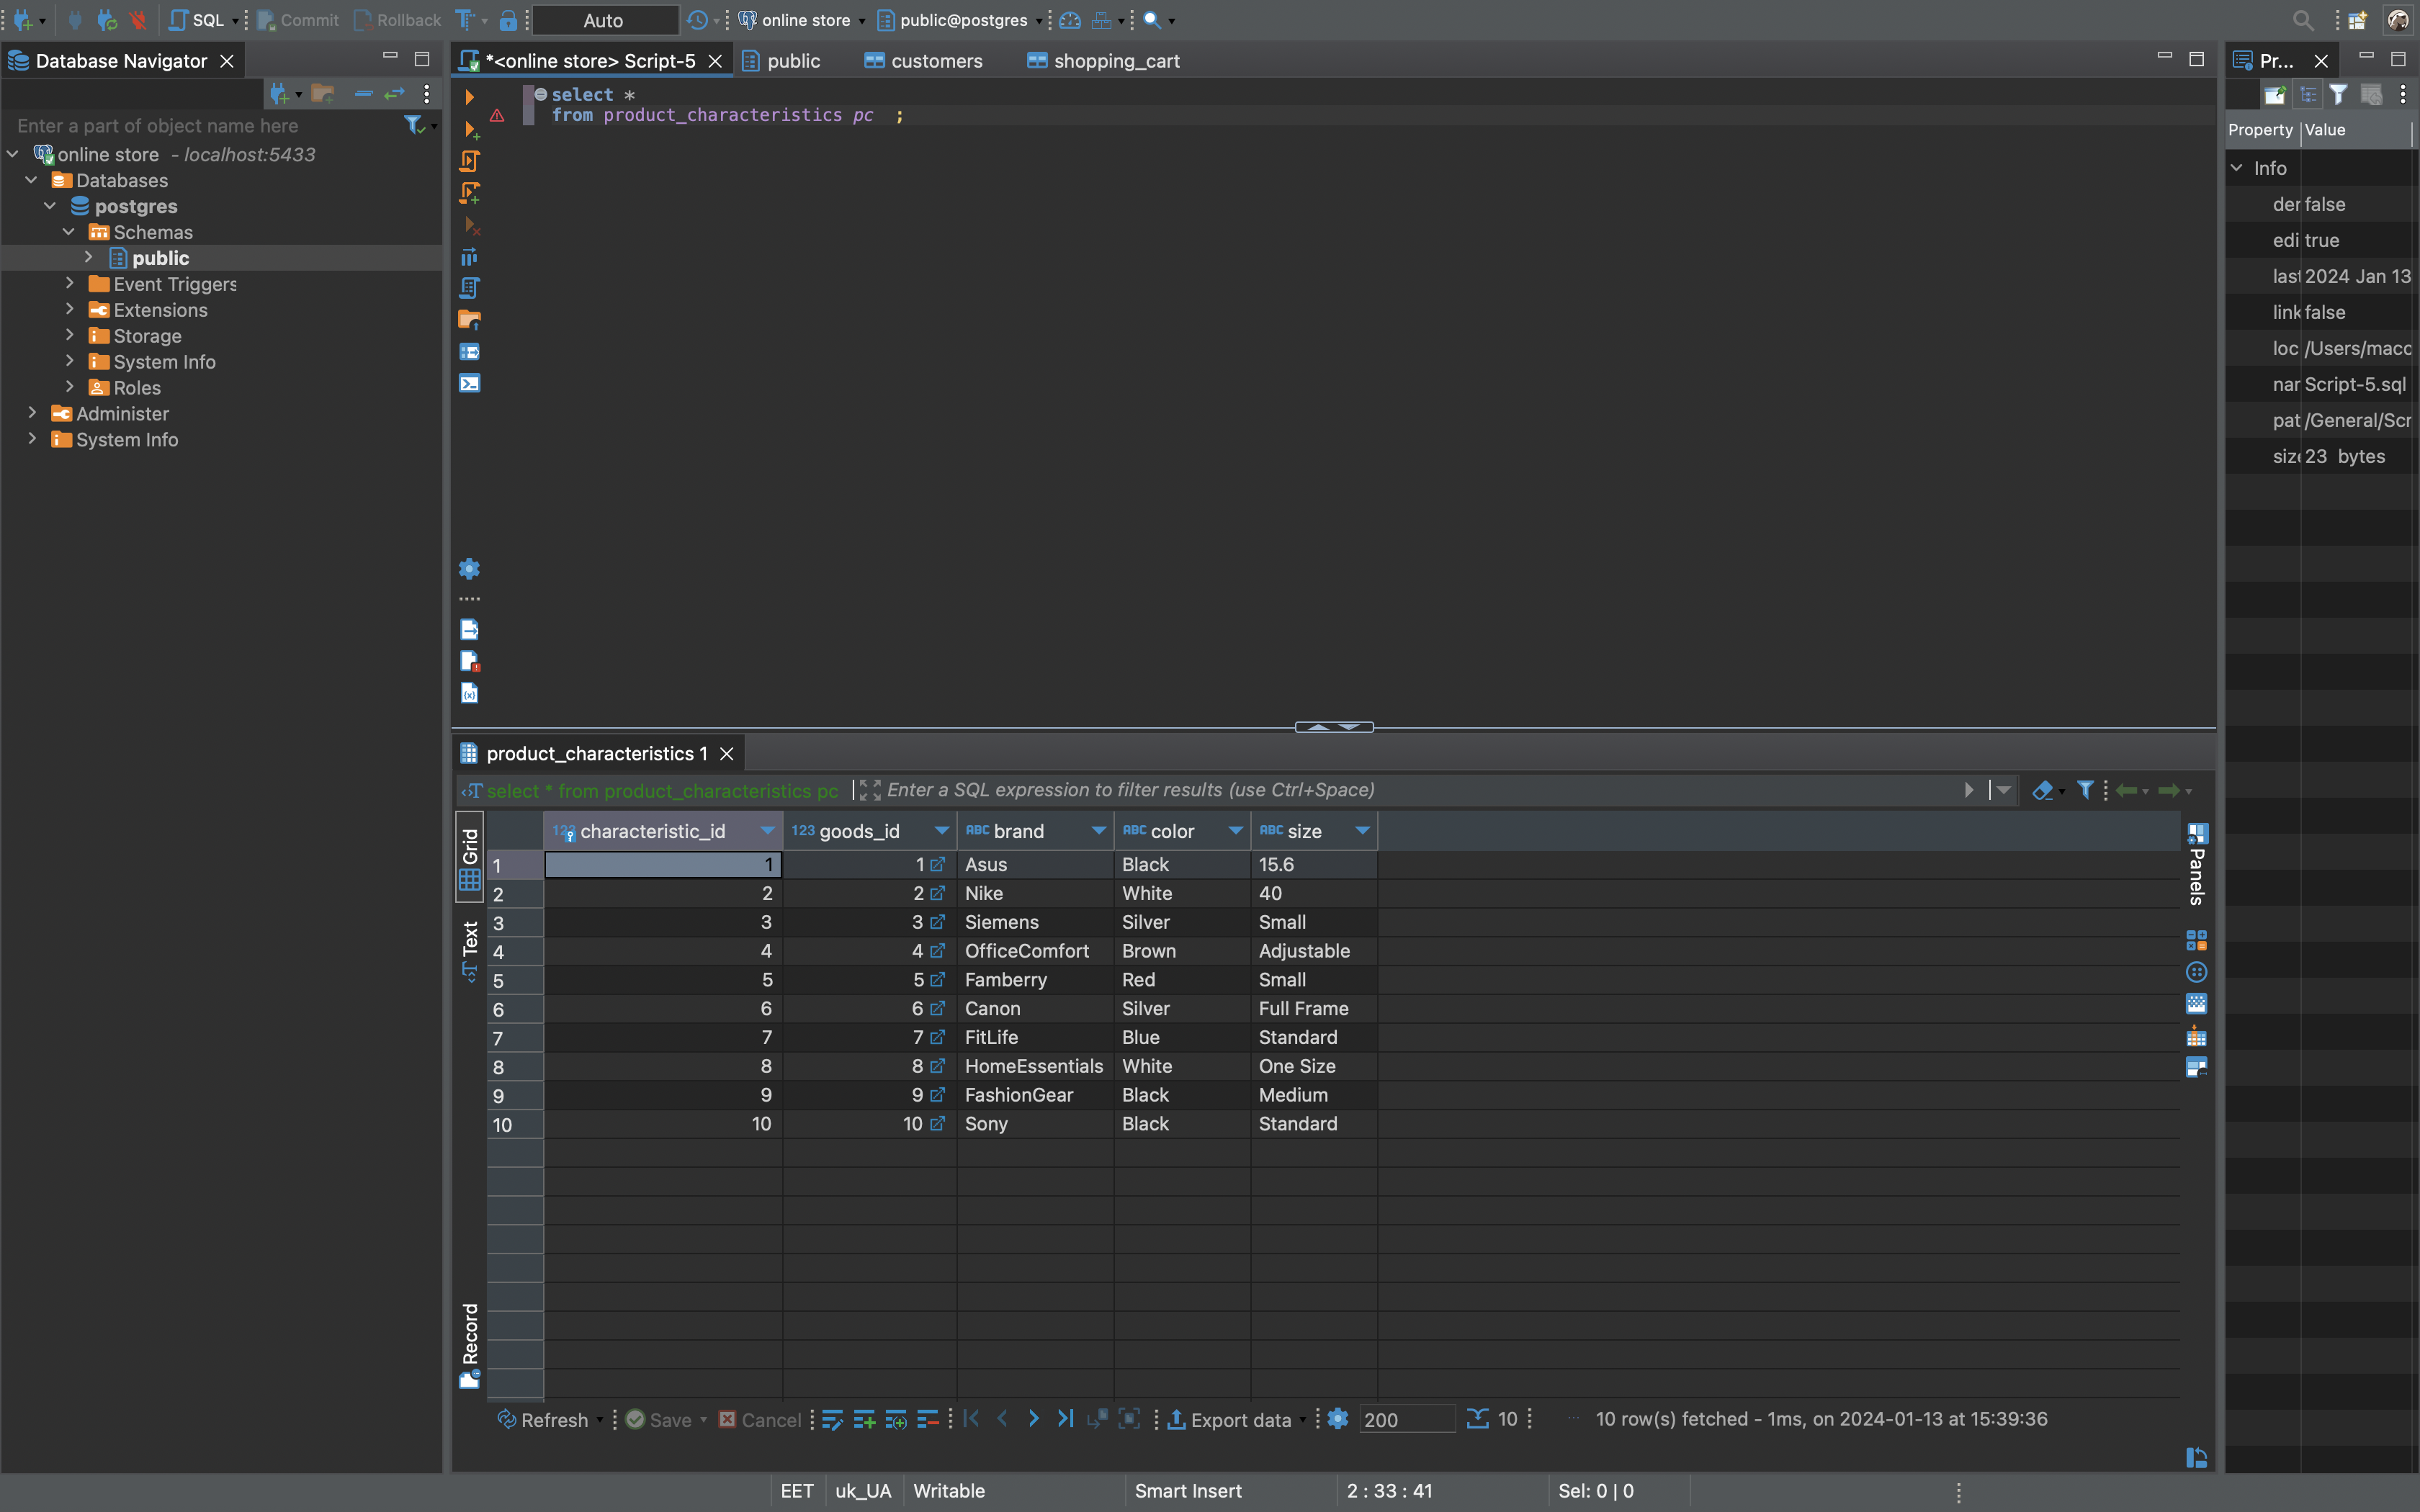 SQL Commit Rollback Auto online store public@postgres
Database Navigator
*<online store> Script-5 public customers shopping_cart
Pr...
Enter a part of object name here
online store - localhost:5433
Databases
postgres
Schemas
public
Event Triggers
Extensions
Storage
System Info
Roles
Administer
System Info
select *
from product_characteristics pc ;
Property Value
Info
der false
edi true
last 2024 Jan 13
link false
loc /Users/macc
nar Script-5.sql
pat /General/Scr
size 23 bytes
product_characteristics 1
select * from product_characteristics pc Enter a SQL expression to filter results (use Ctrl+Space)
Grid
Text
Record
Panels
123 characteristic_id 123 goods_id ABC brand ABC color ABC size
1 1 1 Asus Black 15.6
2 2 2 Nike White 40
3 3 3 Siemens Silver Small
4 4 4 OfficeComfort Brown Adjustable
5 5 5 Famberry Red Small
6 6 6 Canon Silver Full Frame
7 7 7 FitLife Blue Standard
8 8 8 HomeEssentials White One Size
9 9 9 FashionGear Black Medium
10 10 10 Sony Black Standard
Refresh Save Cancel Export data 200 10 ... 10 row(s) fetched - 1ms, on 2024-01-13 at 15:39:36
EET uk_UA Writable Smart Insert 2 : 33 : 41 Sel: 0 | 0